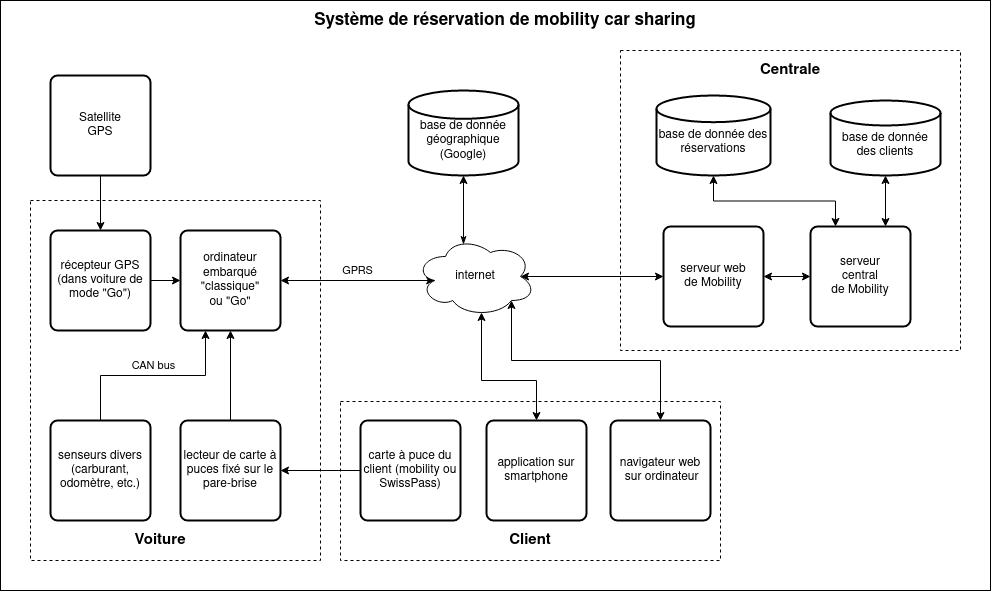 Système de réservation de mobility car sharing
Centrale
Satellite
GPS
base de donnée
géographique
(Google)
base de donnée des
réservations
base de donnée
des clients
récepteur GPS
(dans voiture de
mode "Go")
ordinateur
embarqué
"classique"
ou "Go"
GPRS
internet
serveur web
de Mobility
serveur
central
de Mobility
CAN bus
senseurs divers
(carburant,
odomètre, etc.)
lecteur de carte à
puces fixé sur le
pare-brise
carte à puce du
client (mobility ou
SwissPass)
application sur
smartphone
navigateur web
sur ordinateur
Voiture
Client